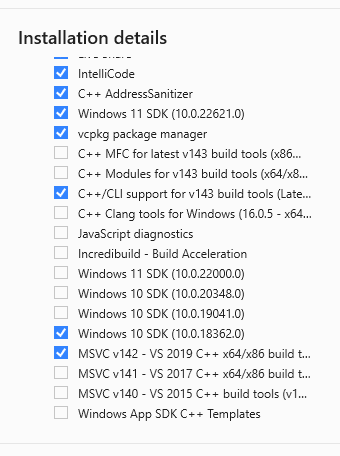 Installation details
Live Share
IntelliCode
C++ AddressSanitizer
Windows 11 SDK (10.0.22621.0)
vcpkg package manager
C++ MFC for latest v143 build tools (x86...
C++ Modules for v143 build tools (x64/x8...
C++/CLI support for v143 build tools (Late...
C++ Clang tools for Windows (16.0.5 - x64...
JavaScript diagnostics
Incredibuild - Build Acceleration
Windows 11 SDK (10.0.22000.0)
Windows 10 SDK (10.0.20348.0)
Windows 10 SDK (10.0.19041.0)
Windows 10 SDK (10.0.18362.0)
MSVC v142 - VS 2019 C++ x64/x86 build t...
MSVC v141 - VS 2017 C++ x64/x86 build t...
MSVC v140 - VS 2015 C++ build tools (v1...
Windows App SDK C++ Templates